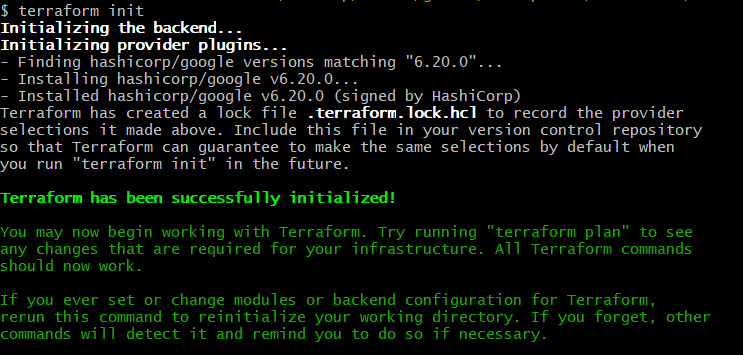 $ terraform init
Initializing the backend...
Initializing provider plugins...
- Finding hashicorp/google versions matching "6.20.0"...
- Installing hashicorp/google v6.20.0...
- Installed hashicorp/google v6.20.0 (signed by HashiCorp)
Terraform has created a lock file .terraform.lock.hcl to record the provider
selections it made above. Include this file in your version control repository
so that Terraform can guarantee to make the same selections by default when
you run "terraform init" in the future.
Terraform has been successfully initialized!
You may now begin working with Terraform. Try running "terraform plan" to see
any changes that are required for your infrastructure. All Terraform commands
should now work.
If you ever set or change modules or backend configuration for Terraform,
rerun this command to reinitialize your working directory. If you forget, other
commands will detect it and remind you to do so if necessary.